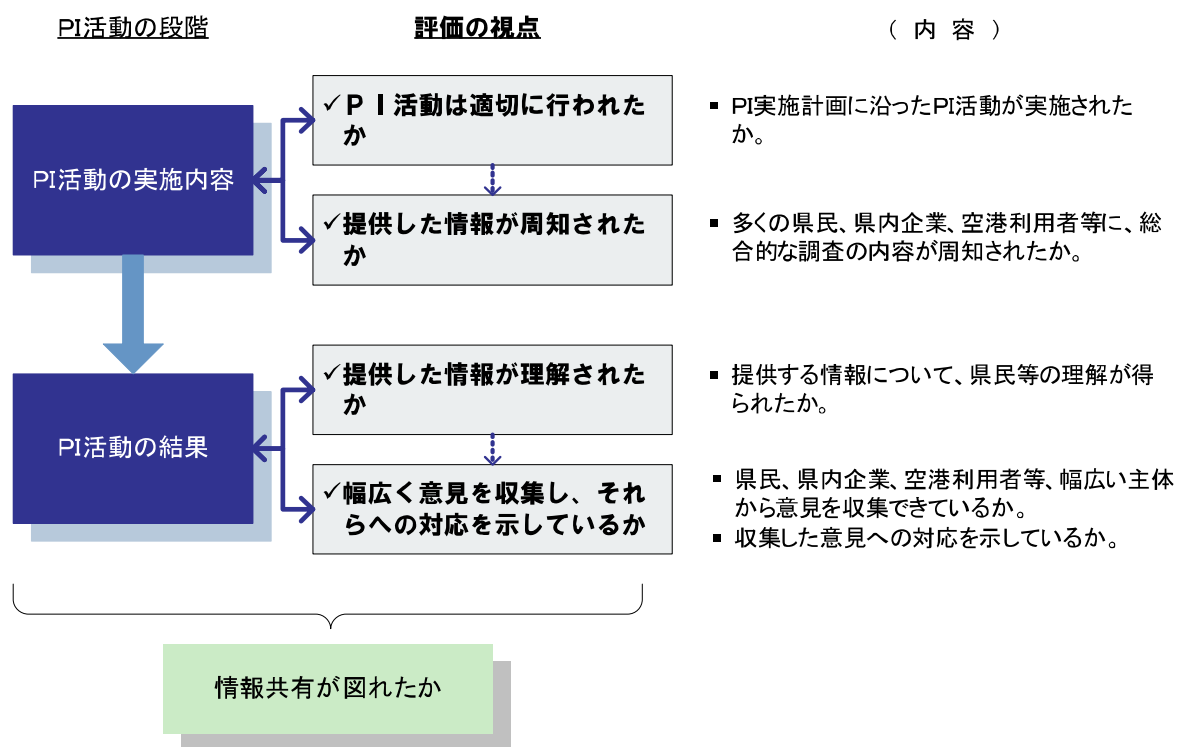 PI活動の段階
評価の視点
（ 内 容 ）
PI活動の実施内容
✓ＰＩ活動は適切に行われた
か
▪ PI実施計画に沿ったPI活動が実施された
か。
✓提供した情報が周知された
か
▪ 多くの県民、県内企業、空港利用者等に、総
合的な調査の内容が周知されたか。
PI活動の結果
✓提供した情報が理解された
か
▪ 提供する情報について、県民等の理解が得
られたか。
✓幅広く意見を収集し、それ
らへの対応を示しているか
▪ 県民、県内企業、空港利用者等、幅広い主体
から意見を収集できているか。
▪ 収集した意見への対応を示しているか。
情報共有が図れたか